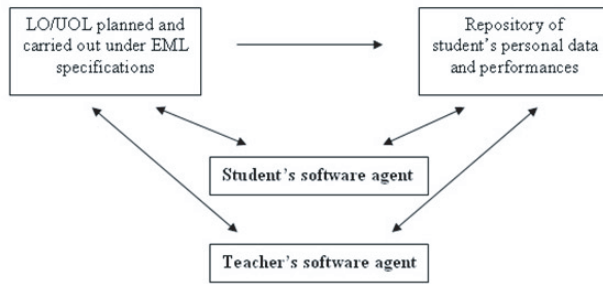 LO/UOL planned and
carried out under EML
specifications
Repository of
student's personal data
and performances
Student's software agent
Teacher's software agent